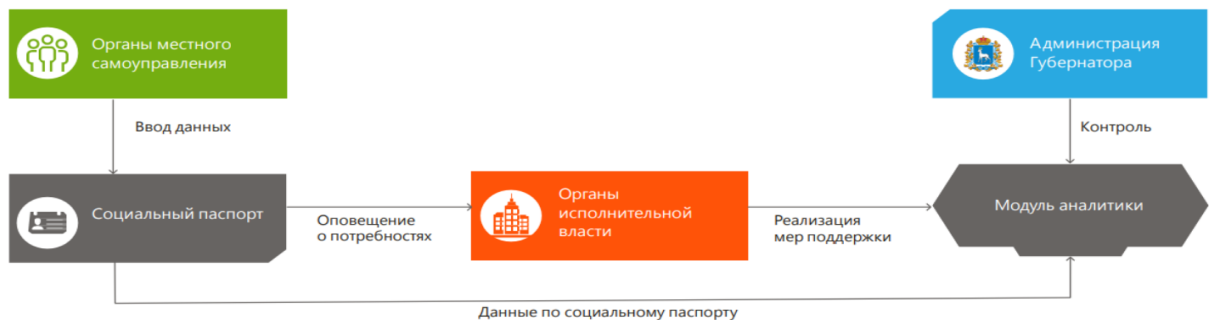 Органы местного
самоуправления
Администрация
Губернатора
Ввод данных
Контроль
Социальный паспорт
Оповещение
о потребностях
Органы
исполнительной
власти
Реализация
мер поддержки
Модуль аналитики
Данные по социальному паспорту